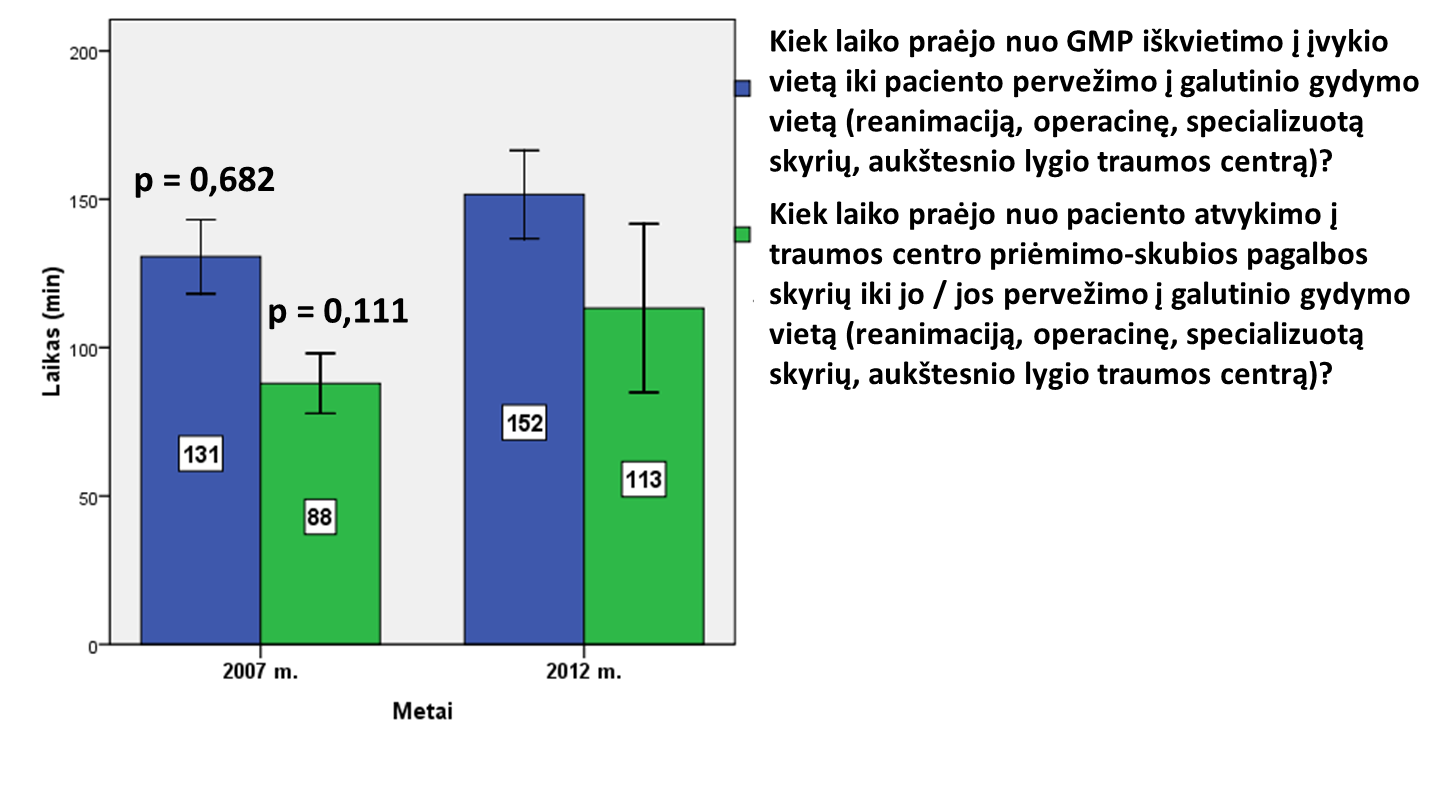 Kiek laiko praėjo nuo GMP iškvietimo į įvykio
vietą iki paciento pervežimo į galutinio gydymo
vietą (reanimaciją, operacinę, specializuotą
skyrių, aukštesnio lygio traumos centrą)?
Kiek laiko praėjo nuo paciento atvykimo į
traumos centro priėmimo-skubios pagalbos
skyrių iki jo / jos pervežimo į galutinio gydymo
vietą (reanimaciją, operacinę, specializuotą
skyrių, aukštesnio lygio traumos centrą)?
Laikas (min)
200
150
100
50
0
p = 0,682
p = 0,111
131
88
152
113
2007 m.
2012 m.
Metai